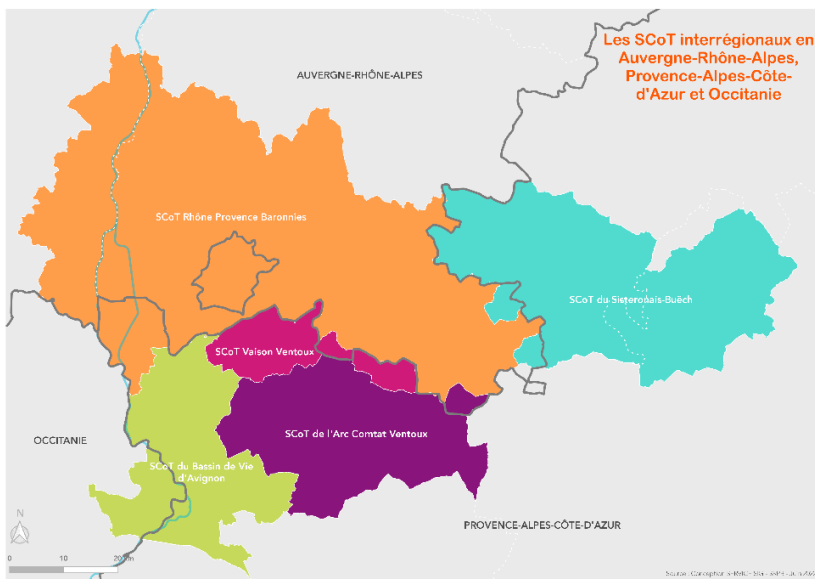 Les SCoT interrégionaux en
Auvergne-Rhône-Alpes,
Provence-Alpes-Côte-
d'Azur et Occitanie
AUVERGNE-RHÔNE-ALPES
SCoT Rhône Provence Baronnies
SCoT du Sisteronais-Buëch
SCoT Vaison Ventoux
SCoT de l'Arc Comtat Ventoux
OCCITANIE
SCoT du Bassin de Vie
d'Avignon
PROVENCE-ALPES-CÔTE-D'AZUR
N
0 10 20 km
Source :